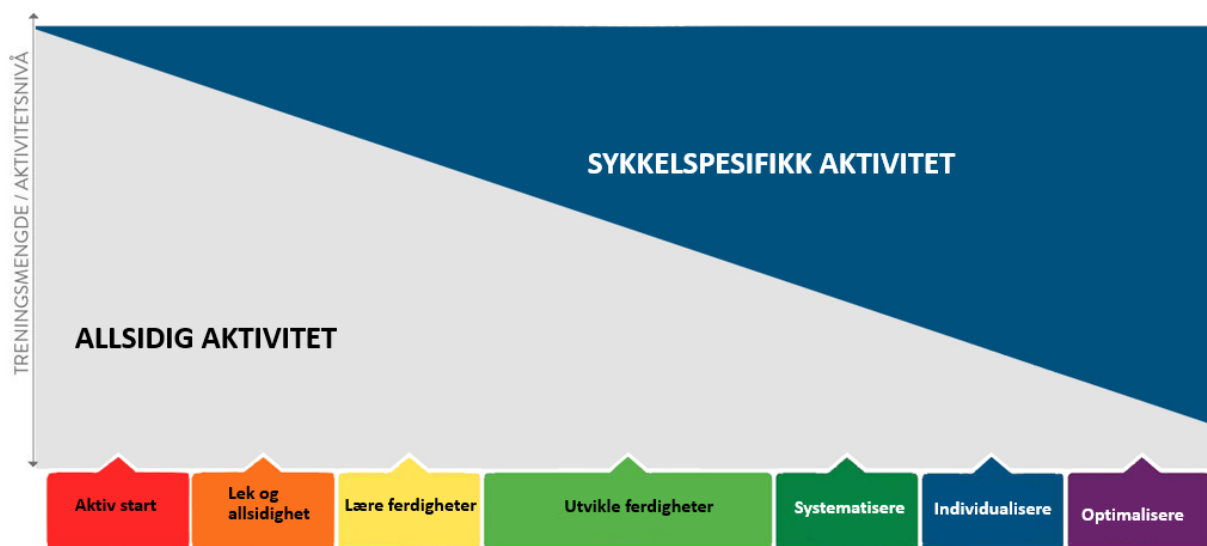 TRENINGSMENGDE / AKTIVITETSNIVÅ
SYKKELSPESIFIKK AKTIVITET
ALLSIDIG AKTIVITET
Aktiv start
Lek og
allsidighet
Lære ferdigheter
Utvikle ferdigheter
Systematisere
Individualisere
Optimalisere